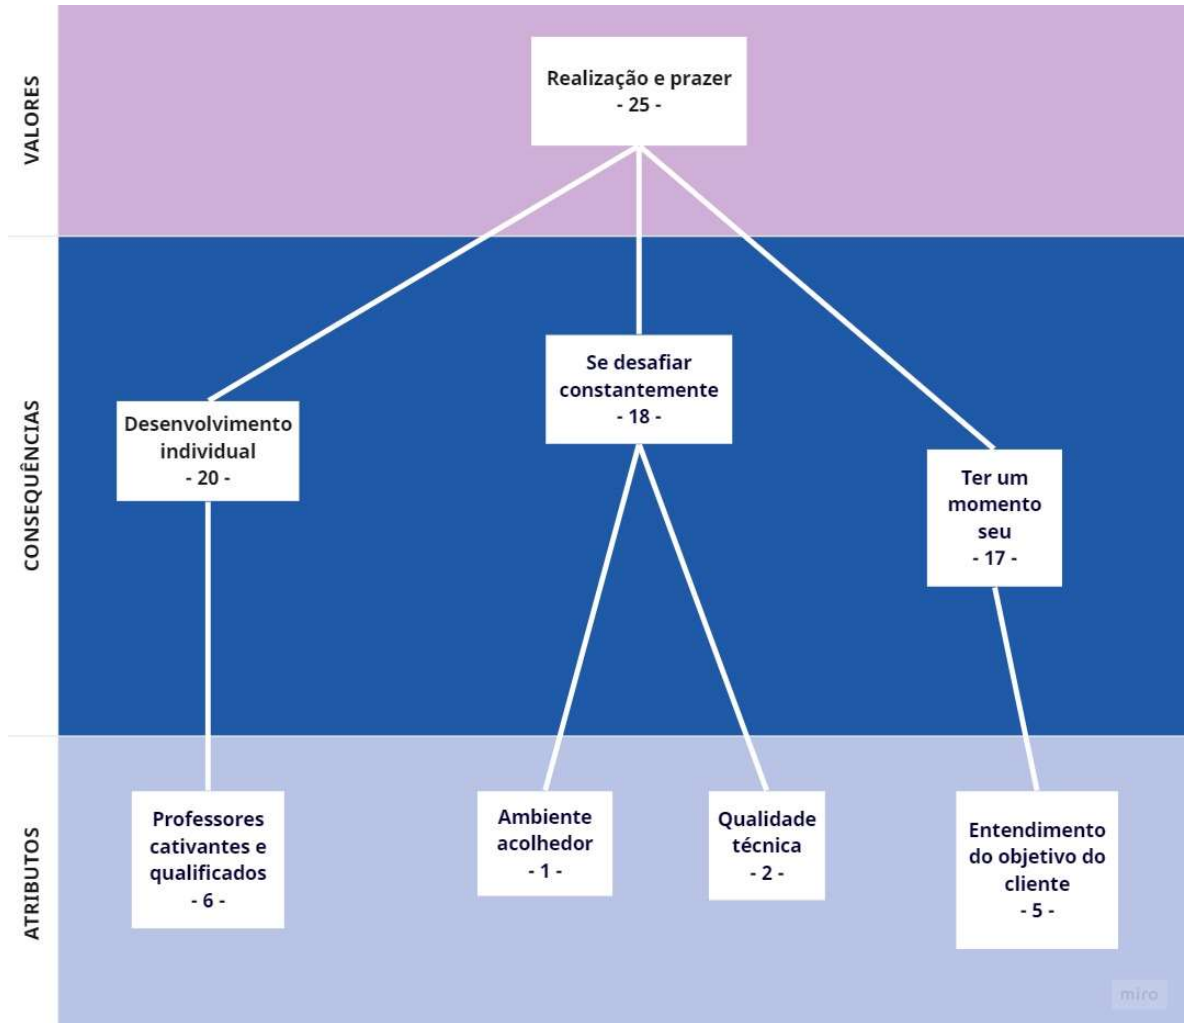 VALORES
Realização e prazer
- 25 -
CONSEQUÊNCIAS
Se desafiar
constantemente
- 18 -
Desenvolvimento
individual
- 20 -
Ter um
momento
seu
- 17 -
ATRIBUTOS
Professores
cativantes e
qualificados
- 6 -
Ambiente
acolhedor
- 1 -
Qualidade
técnica
- 2 -
Entendimento
do objetivo do
cliente
- 5 -
miro